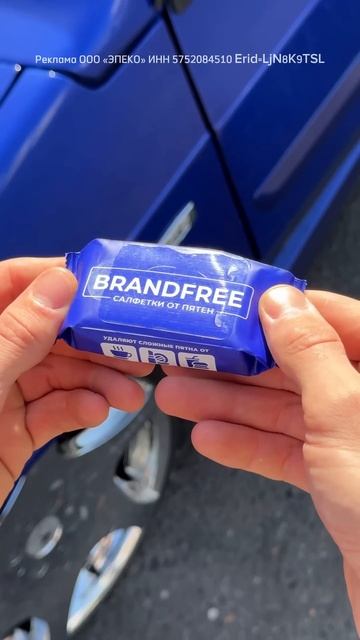 Реклама ООО «ЭПЕКО» ИНН 5752084510 Erid-LjN8K9TSL
BRANDFREE
САЛФЕТКИ ОТ ПЯТЕН
УДАЛЯЮТ СЛОЖНЫЕ ПЯТНА ОТ